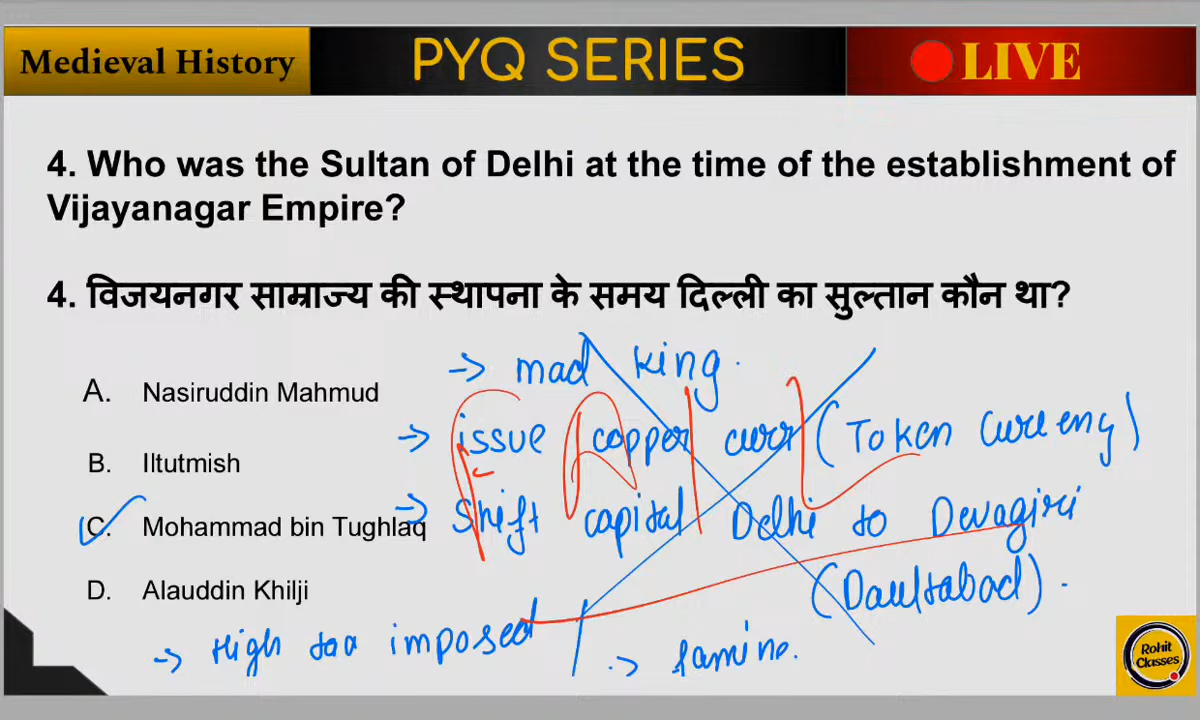 Medieval History
PYQ SERIES
LIVE
4. Who was the Sultan of Delhi at the time of the establishment of
Vijayanagar Empire?
4. विजयनगर साम्राज्य की स्थापना के समय दिल्ली का सुल्तान कौन था?
-> mad king.
A. Nasiruddin Mahmud
-> issue copper curr (Token Curreny)
B. Iltutmish
-> Shift capital Delhi to Devagiri
C. Mohammad bin Tughlaq
(Daultabad).
D. Alauddin Khilji
-> High tax imposed
-> famine.
Rohit
Classes